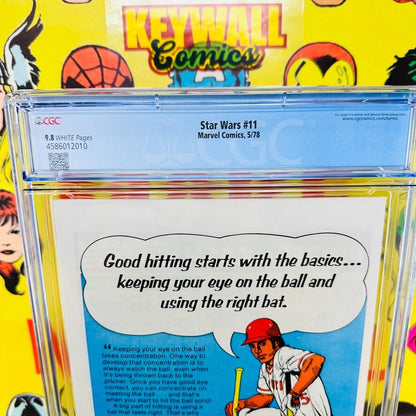 KEYWALL
Comics
CGC
Star Wars #11
Marvel Comics, 5/78
9.8 WHITE Pages
4586012010
www.cgccomics.com/terms
Good hitting starts with the basics...
keeping your eye on the ball and
using the right bat.
“Keeping your eye on the ball
takes concentration. One way to
develop that concentration is to
always watch the ball, even when
it's being thrown back to the
pitcher. Once you have good eye
contact, you can concentrate on
meeting the ball . . . and that's
when you start to hit the ball solid!
A big part of hitting is using a
bat that feels right. That's why